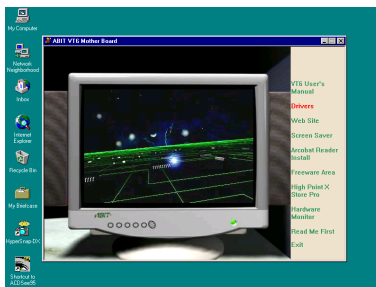 My Computer
Network
Neighborhood
Inbox
Internet
Explorer
Recycle Bin
My Briefcase
HyperSnap-DX
Shortcut to
ACDSee95
ABIT VT6 Mother Board
VT6 User's
Manual
Drivers
Web Site
Screen Saver
Arcobat Reader
Install
Freeware Area
High Point X
Store Pro
Hardware
Monitor
Read Me First
Exit
ABIT